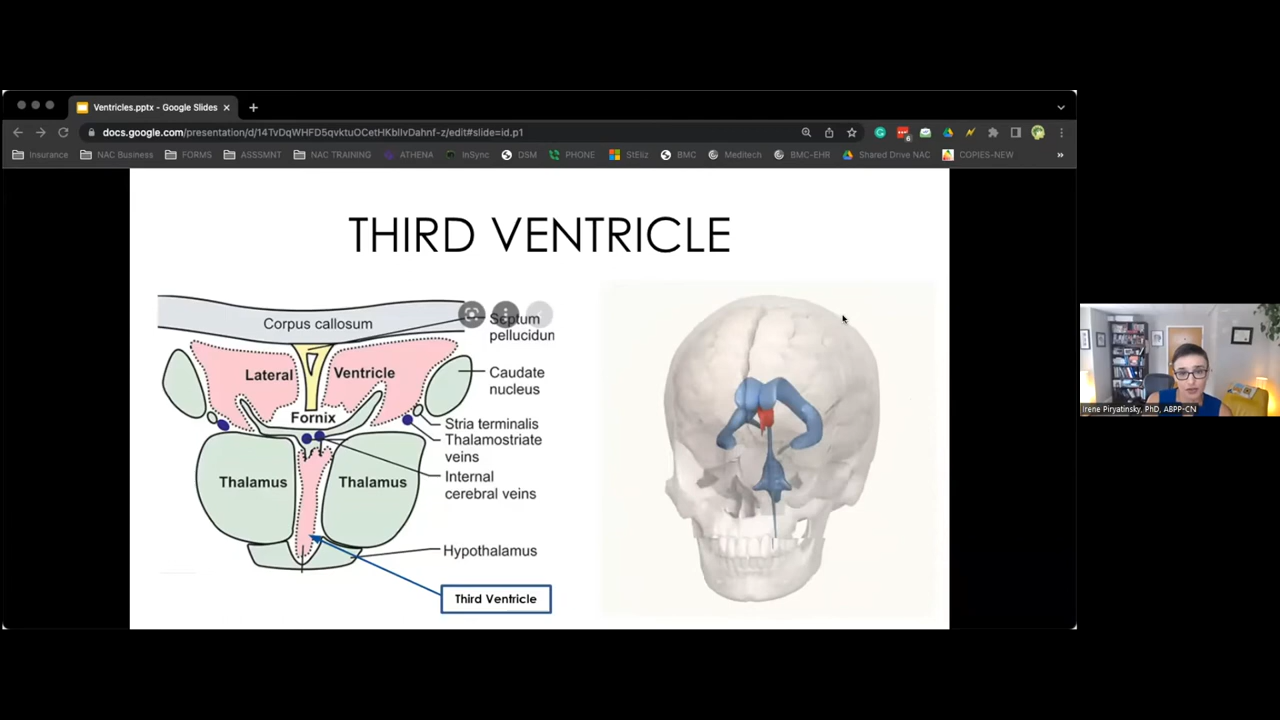 Ventricles.pptx - Google Slides
docs.google.com/presentation/d/14TvDqWHFD5qvktuOCetHKbIIvDahnf-z/edit#slide=id.p1
Insurance NAC Business FORMS ASSSMNT NAC TRAINING ATHENA InSync DSM PHONE StEliz BMC Meditech BMC-EHR Shared Drive NAC COPIES-NEW
THIRD VENTRICLE
Corpus callosum
Septum
pellucidun
Lateral
Ventricle
Caudate
nucleus
Fornix
Stria terminalis
Thalamostriate
veins
Thalamus
Thalamus
Internal
cerebral veins
Hypothalamus
Third Ventricle
Irene Piryatinsky, PhD, ABPP-CN